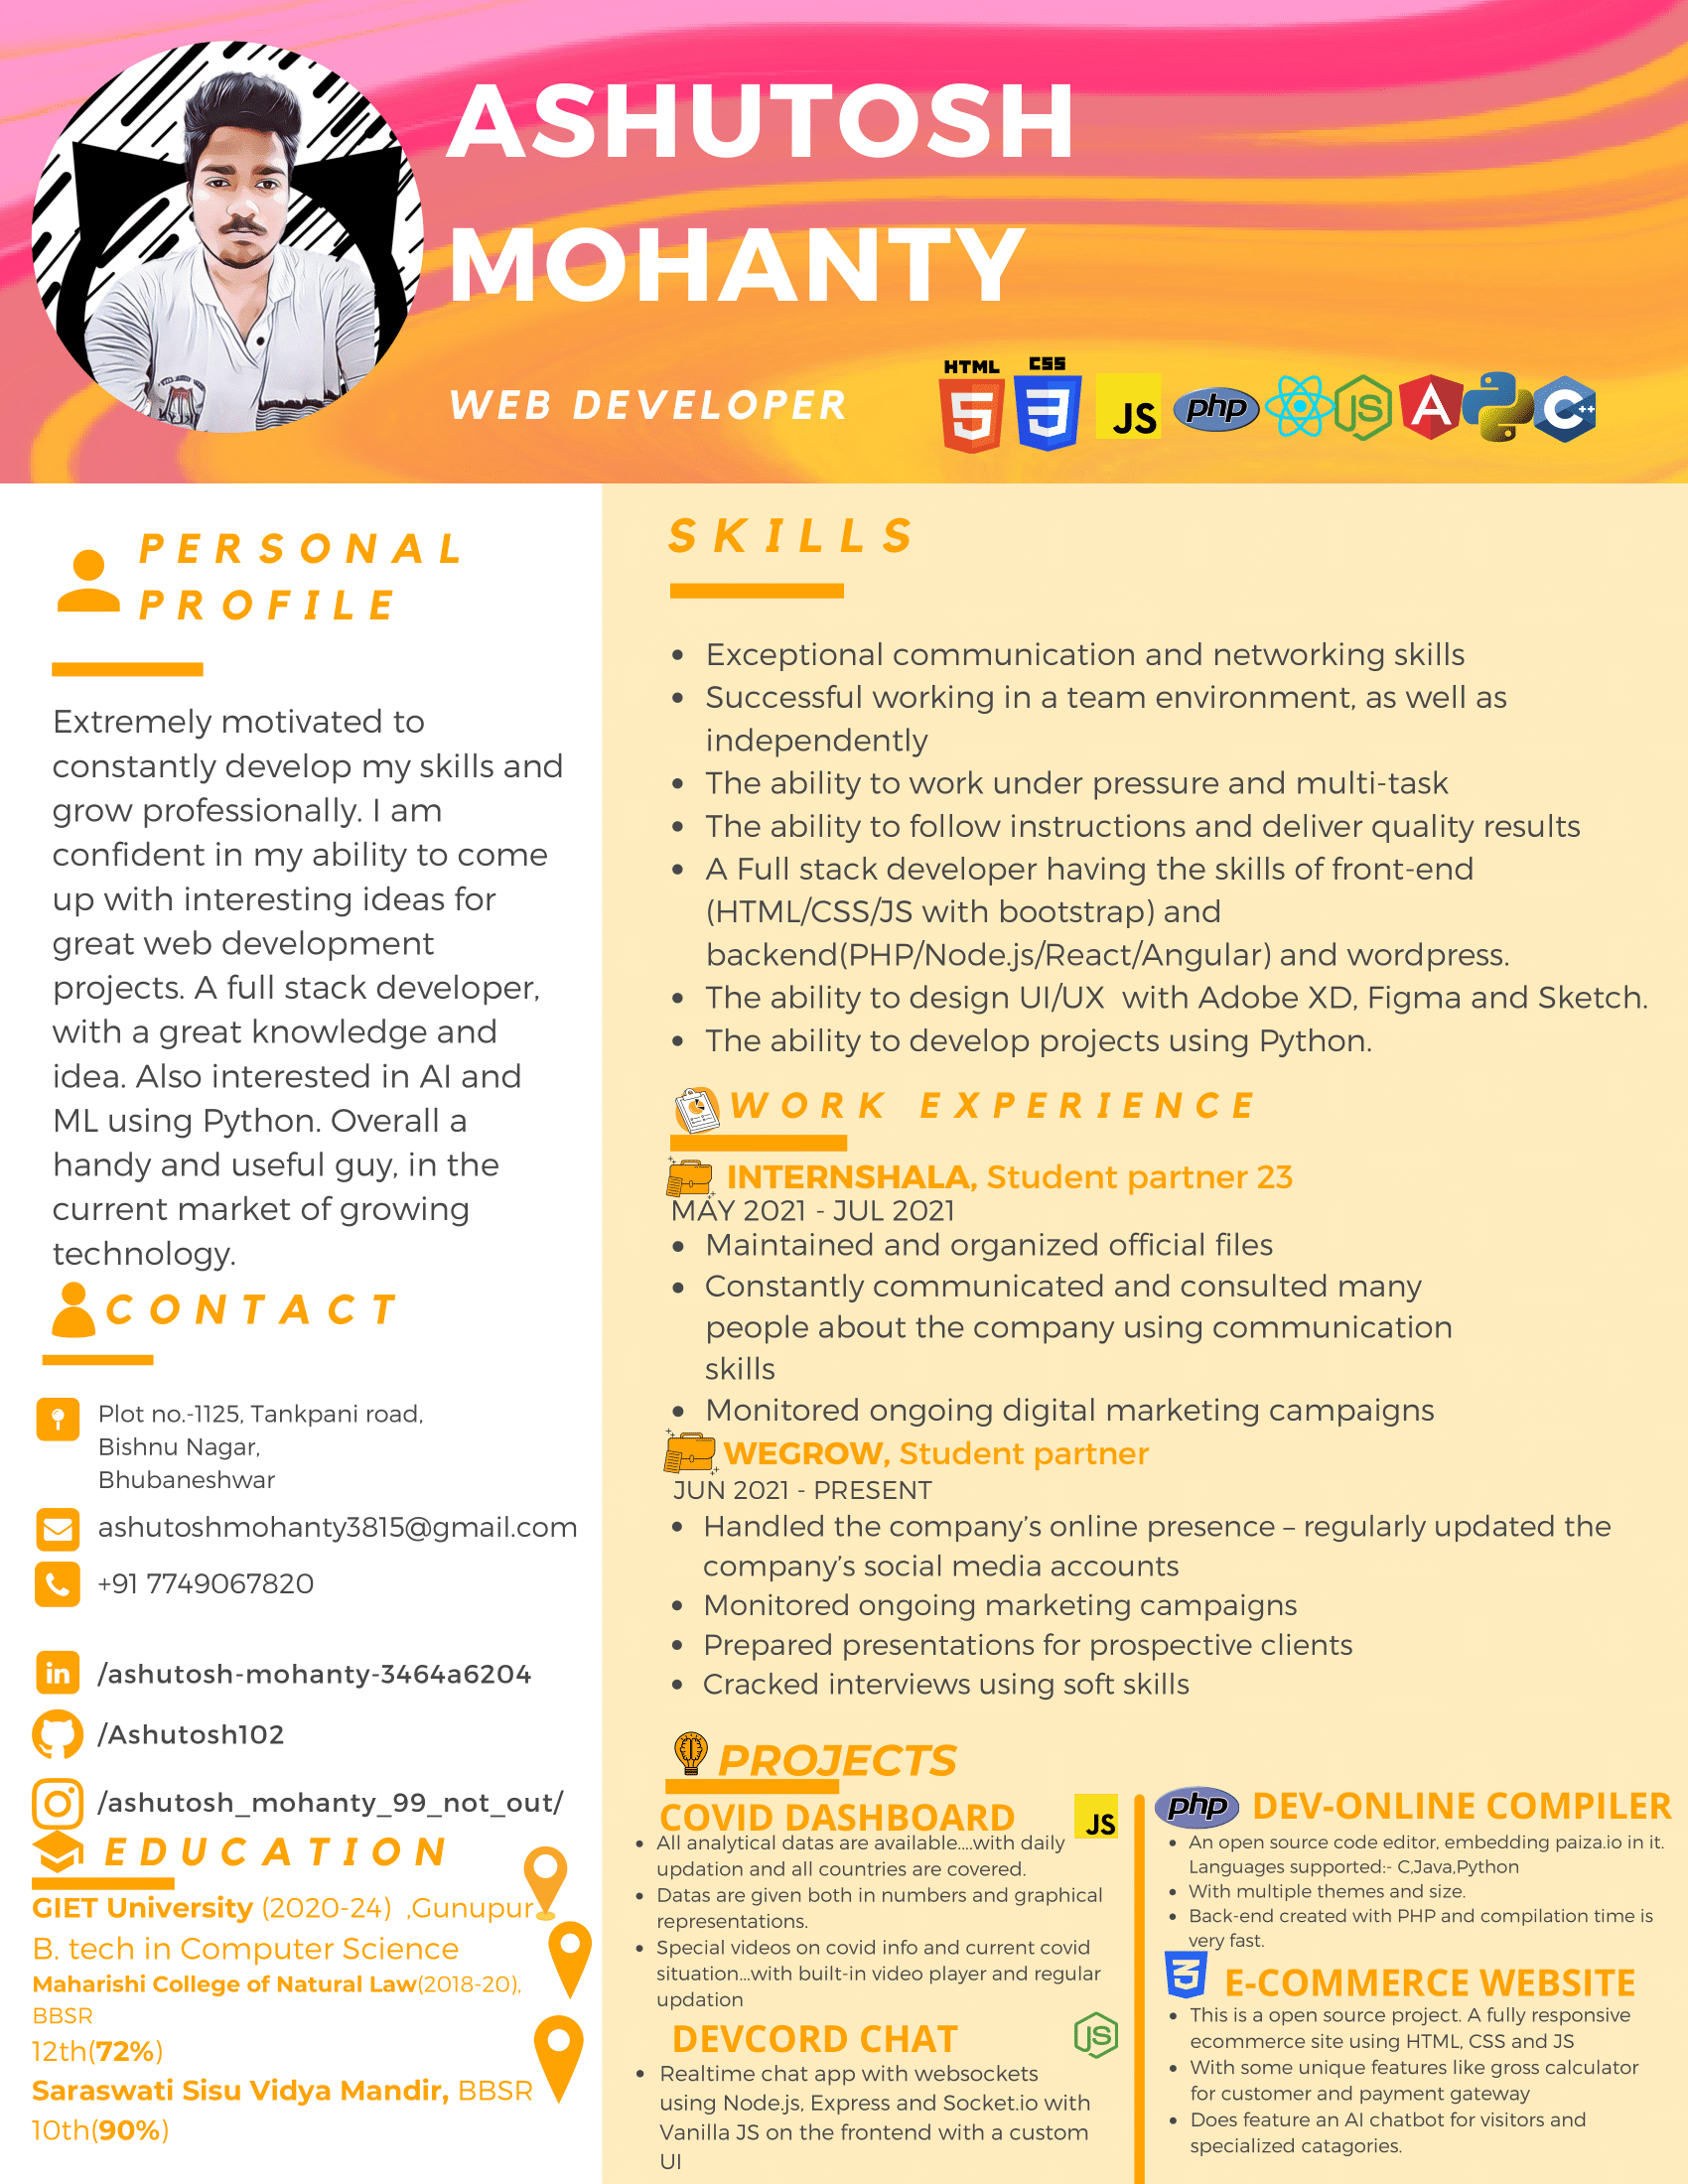 ASHUTOSH
MOHANTY
WEB DEVELOPER
HTML
5
CSS
3
JS
php
JS
A
C++
PERSONAL
PROFILE
Extremely motivated to
constantly develop my skills and
grow professionally. I am
confident in my ability to come
up with interesting ideas for
great web development
projects. A full stack developer,
with a great knowledge and
idea. Also interested in AI and
ML using Python. Overall a
handy and useful guy, in the
current market of growing
technology.
CONTACT
Plot no.-1125, Tankpani road,
Bishnu Nagar,
Bhubaneshwar
ashutoshmohanty3815@gmail.com
+91 7749067820
in
/ashutosh-mohanty-3464a6204
/Ashutosh102
/ashutosh_mohanty_99_not_out/
EDUCATION
GIET University (2020-24) ,Gunupur
B. tech in Computer Science
Maharishi College of Natural Law(2018-20),
BBSR
12th(72%)
Saraswati Sisu Vidya Mandir, BBSR
10th(90%)
SKILLS
• Exceptional communication and networking skills
• Successful working in a team environment, as well as
independently
• The ability to work under pressure and multi-task
• The ability to follow instructions and deliver quality results
• A Full stack developer having the skills of front-end
(HTML/CSS/JS with bootstrap) and
backend(PHP/Node.js/React/Angular) and wordpress.
• The ability to design UI/UX with Adobe XD, Figma and Sketch.
• The ability to develop projects using Python.
WORK EXPERIENCE
INTERNSHALA, Student partner 23
MAY 2021 - JUL 2021
• Maintained and organized official files
• Constantly communicated and consulted many
people about the company using communication
skills
• Monitored ongoing digital marketing campaigns
WEGROW, Student partner
JUN 2021 - PRESENT
• Handled the company's online presence – regularly updated the
company's social media accounts
• Monitored ongoing marketing campaigns
• Prepared presentations for prospective clients
• Cracked interviews using soft skills
PROJECTS
COVID DASHBOARD
JS
• All analytical datas are available....with daily
updation and all countries are covered.
• Datas are given both in numbers and graphical
representations.
• Special videos on covid info and current covid
situation...with built-in video player and regular
updation
DEVCORD CHAT
JS
• Realtime chat app with websockets
using Node.js, Express and Socket.io with
Vanilla JS on the frontend with a custom
UI
php
DEV-ONLINE COMPILER
• An open source code editor, embedding paiza.io in it.
Languages supported:- C,Java,Python
• With multiple themes and size.
• Back-end created with PHP and compilation time is
very fast.
3
E-COMMERCE WEBSITE
• This is a open source project. A fully responsive
ecommerce site using HTML, CSS and JS
• With some unique features like gross calculator
for customer and payment gateway
• Does feature an AI chatbot for visitors and
specialized catagories.